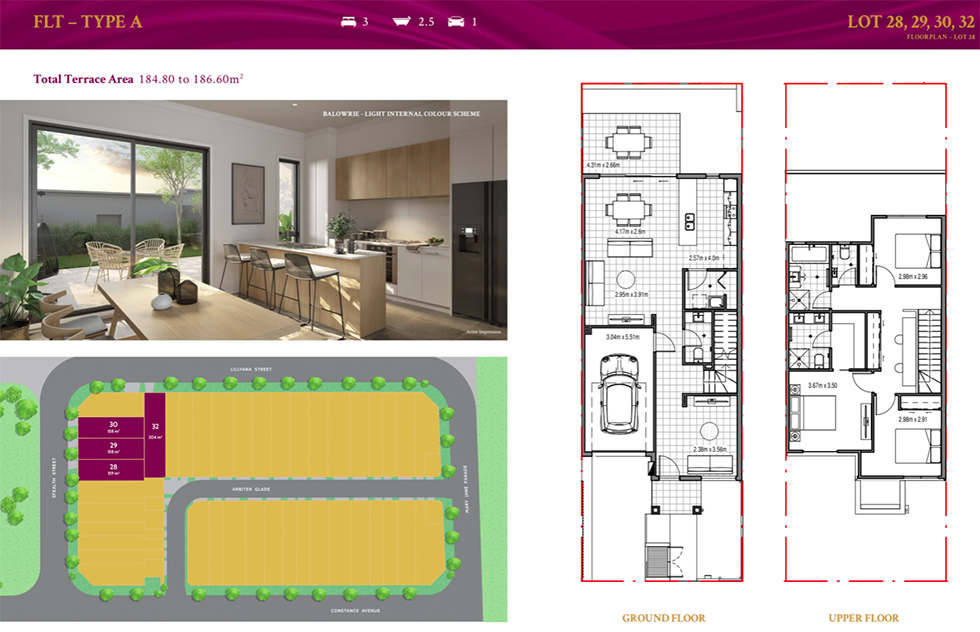 FLT – TYPE A
3 2.5 1
LOT 28, 29, 30, 32
FLOORPLAN – LOT 28
Total Terrace Area 184.80 to 186.60m²
BALOWRIE - LIGHT INTERNAL COLOUR SCHEME
Artist Impression
LILLYANA STREET
30
158 m²
29
158 m²
28
159 m²
32
204 m²
STEALTH STREET
ARBITER GLADE
MARY JANE PARADE
CONSTANCE AVENUE
4.31m x 2.66m
4.17m x 2.6m
2.57m x 4.0m
2.95m x 3.91m
3.04m x 5.51m
2.38m x 3.56m
GROUND FLOOR
2.98m x 2.96
3.67m x 3.50
2.98m x 2.91
UPPER FLOOR